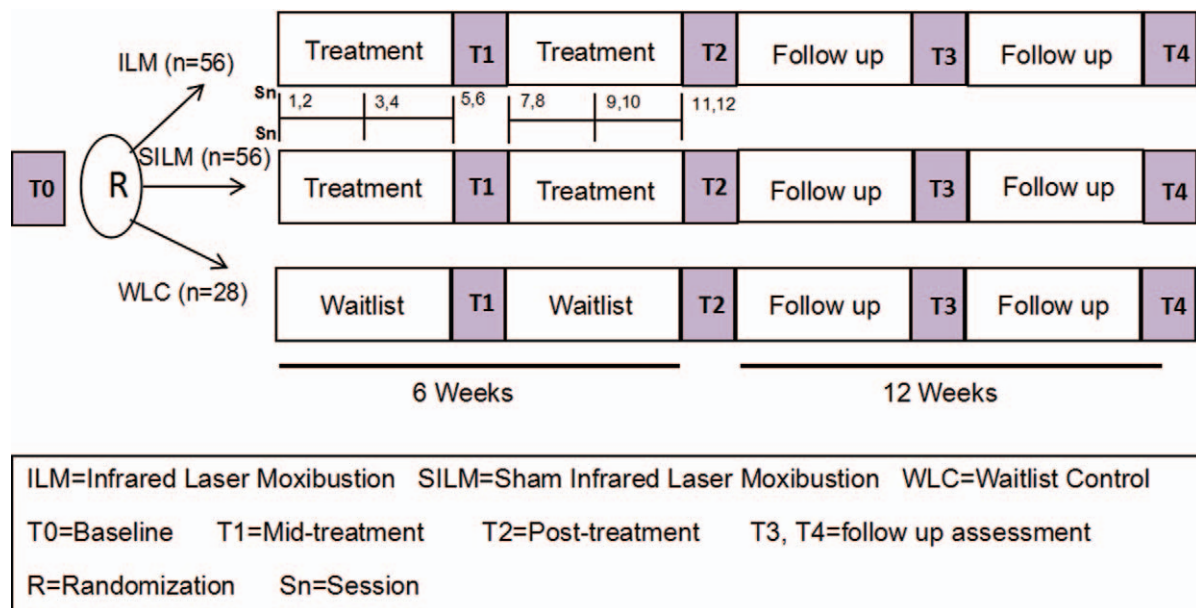 ILM (n=56)
Treatment T1 Treatment T2 Follow up T3 Follow up T4
Sn 1,2 3,4 5,6 7,8 9,10 11,12
Sn
T0 R SILM (n=56)
Treatment T1 Treatment T2 Follow up T3 Follow up T4
WLC (n=28)
Waitlist T1 Waitlist T2 Follow up T3 Follow up T4
6 Weeks 12 Weeks
ILM=Infrared Laser Moxibustion SILM=Sham Infrared Laser Moxibustion WLC=Waitlist Control
T0=Baseline T1=Mid-treatment T2=Post-treatment T3, T4=follow up assessment
R=Randomization Sn=Session